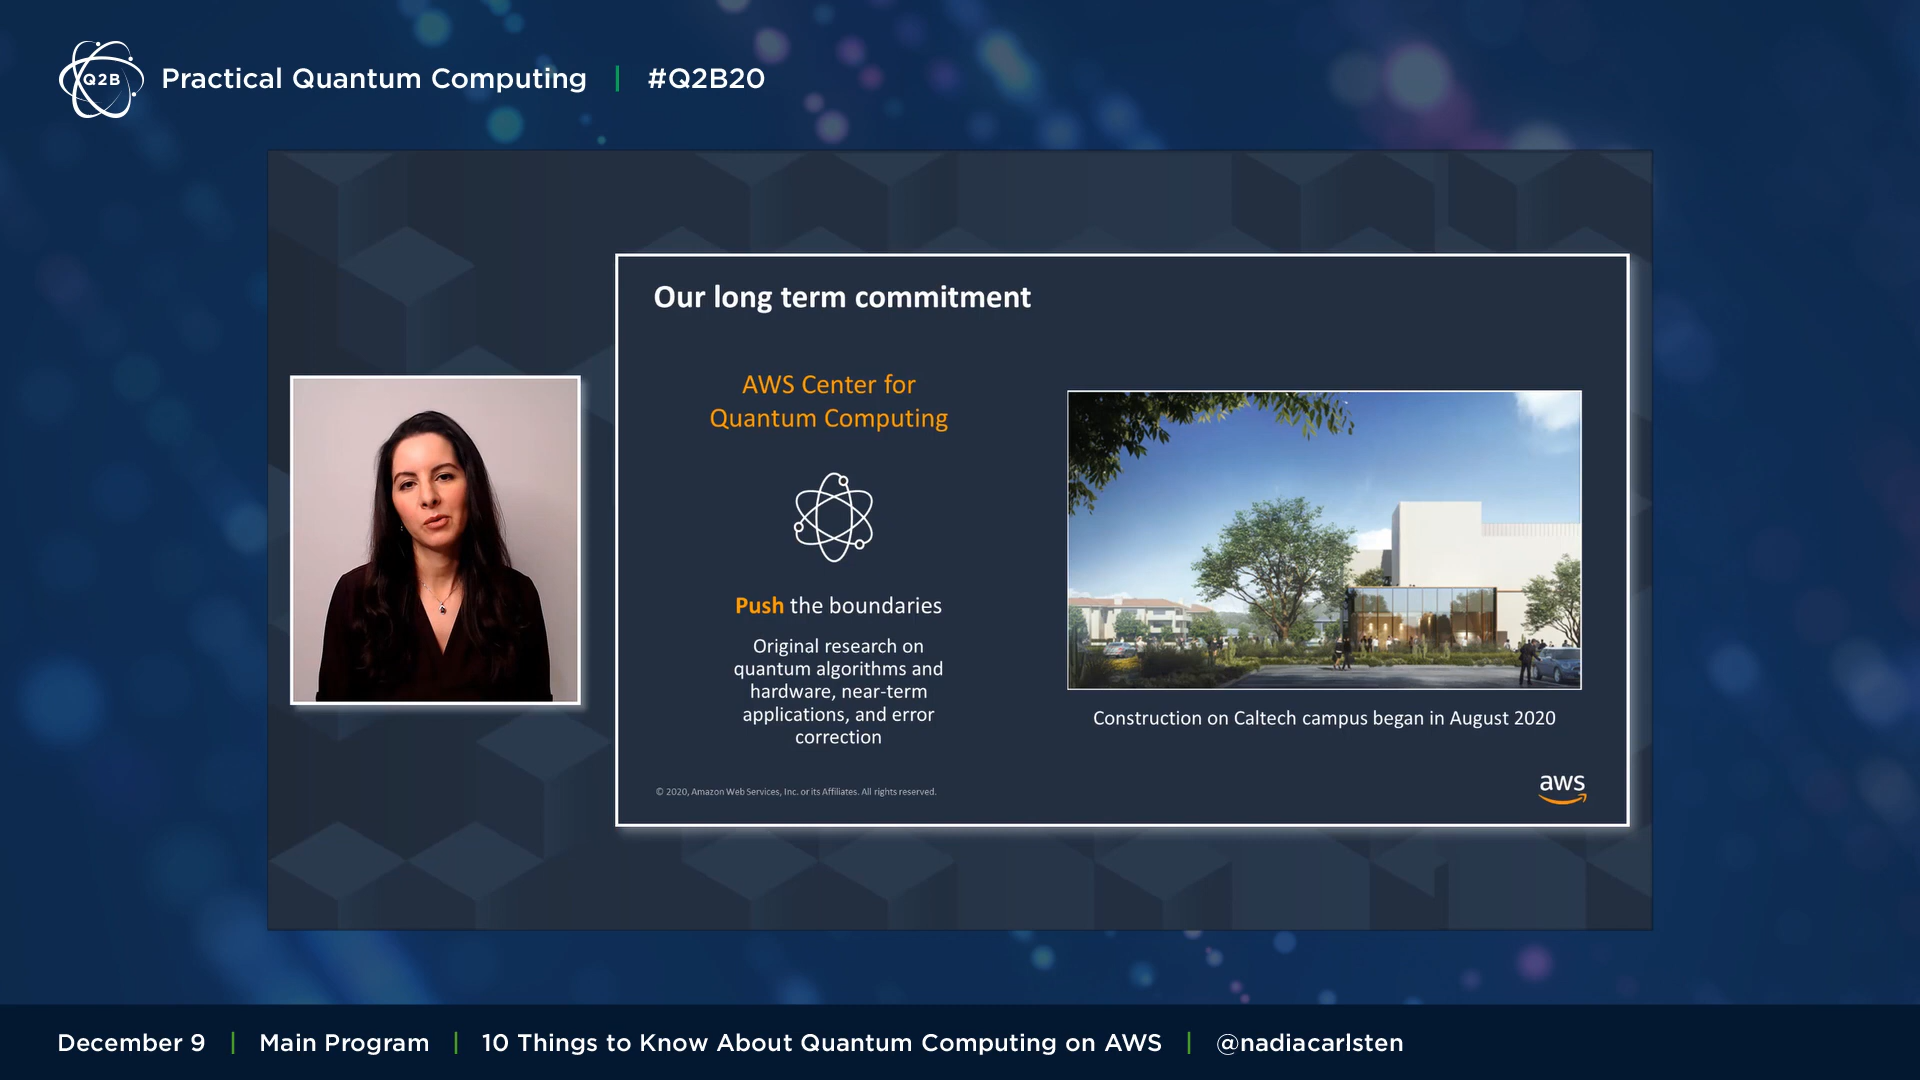 Q2B
Practical Quantum Computing | #Q2B20
Our long term commitment
AWS Center for
Quantum Computing
Push the boundaries
Original research on
quantum algorithms and
hardware, near-term
applications, and error
correction
Construction on Caltech campus began in August 2020
© 2020, Amazon Web Services, Inc. or its Affiliates. All rights reserved.
aws
December 9 | Main Program | 10 Things to Know About Quantum Computing on AWS | @nadiacarlsten